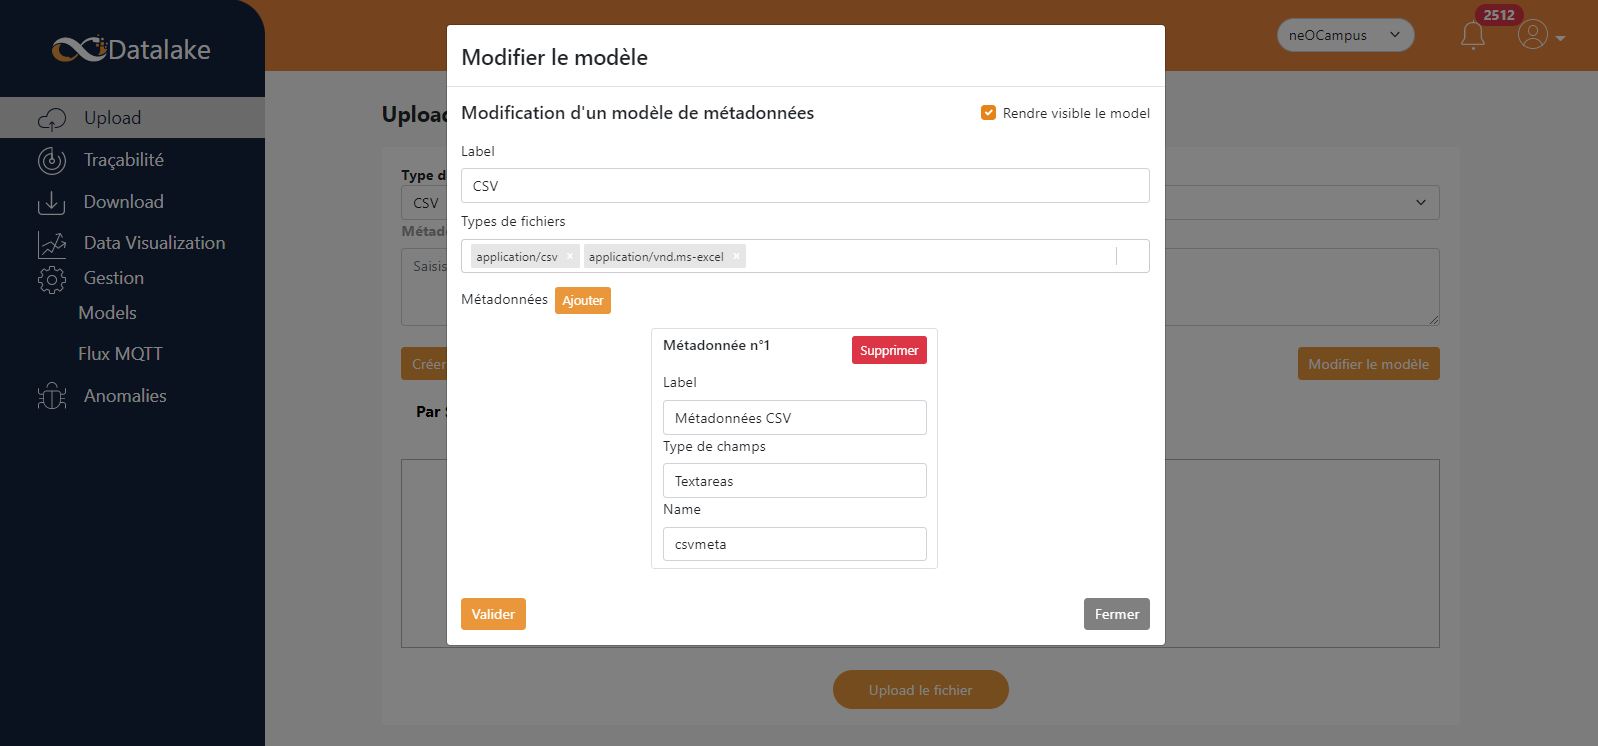 Datalake
neOCampus
2512
Upload
Traçabilité
Download
Data Visualization
Gestion
Models
Flux MQTT
Anomalies
Upload
Type d
CSV
Métad
Saisis
Créer
Modifier le modèle
Par
Upload le fichier
Modifier le modèle
Modification d'un modèle de métadonnées
Rendre visible le model
Label
CSV
Types de fichiers
application/csv × application/vnd.ms-excel ×
Métadonnées Ajouter
Métadonnée n°1
Supprimer
Label
Métadonnées CSV
Type de champs
Textareas
Name
csvmeta
Valider
Fermer